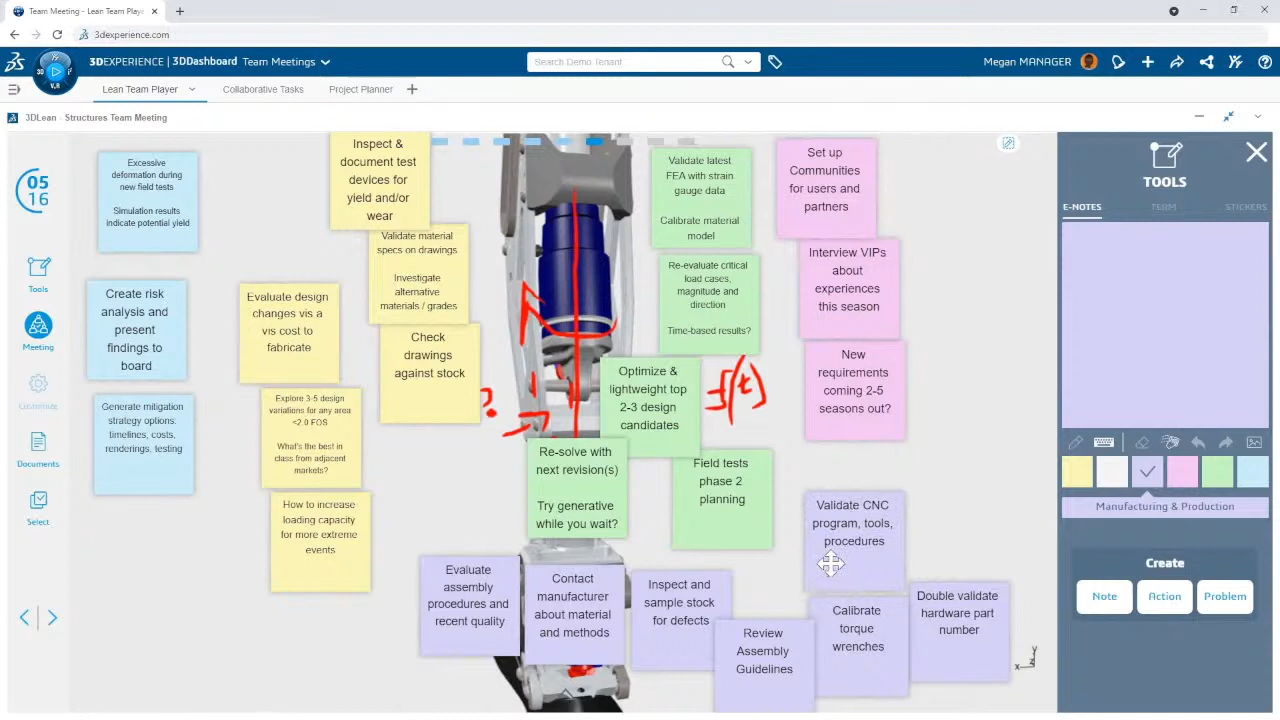 Team Meeting - Lean Team Playe
3dexperience.com
3DEXPERIENCE | 3DDashboard Team Meetings
Search Demo Tenant
Megan MANAGER
3D
V.R
Lean Team Player
Collaborative Tasks
Project Planner
3DLean - Structures Team Meeting
05
16
Tools
Meeting
Customize
Documents
Select
Excessive
deformation during
new field tests
Simulation results
indicate potential yield
Create risk
analysis and
present
findings to
board
Generate mitigation
strategy options:
timelines, costs,
renderings, testing
Inspect &
document test
devices for
yield and/or
wear
Validate material
specs on drawings
Investigate
alternative
materials / grades
Evaluate design
changes vis a
vis cost to
fabricate
Check
drawings
against stock
Explore 3-5 design
variations for any area
<2.0 FOS
What's the best in
class from adjacent
markets?
How to increase
loading capacity
for more extreme
events
?
f(t)
Validate latest
FEA with strain
gauge data
Calibrate material
model
Re-evaluate critical
load cases,
magnitude and
direction
Time-based results?
Optimize &
lightweight top
2-3 design
candidates
Re-solve with
next revision(s)
Try generative
while you wait?
Field tests
phase 2
planning
Set up
Communities
for users and
partners
Interview VIPs
about
experiences
this season
New
requirements
coming 2-5
seasons out?
Validate CNC
program, tools,
procedures
Evaluate
assembly
procedures and
recent quality
Contact
manufacturer
about material
and methods
Inspect and
sample stock
for defects
Review
Assembly
Guidelines
Calibrate
torque
wrenches
Double validate
hardware part
number
x
y
z
TOOLS
E-NOTES
TEAM
STICKERS
Manufacturing & Production
Create
Note
Action
Problem